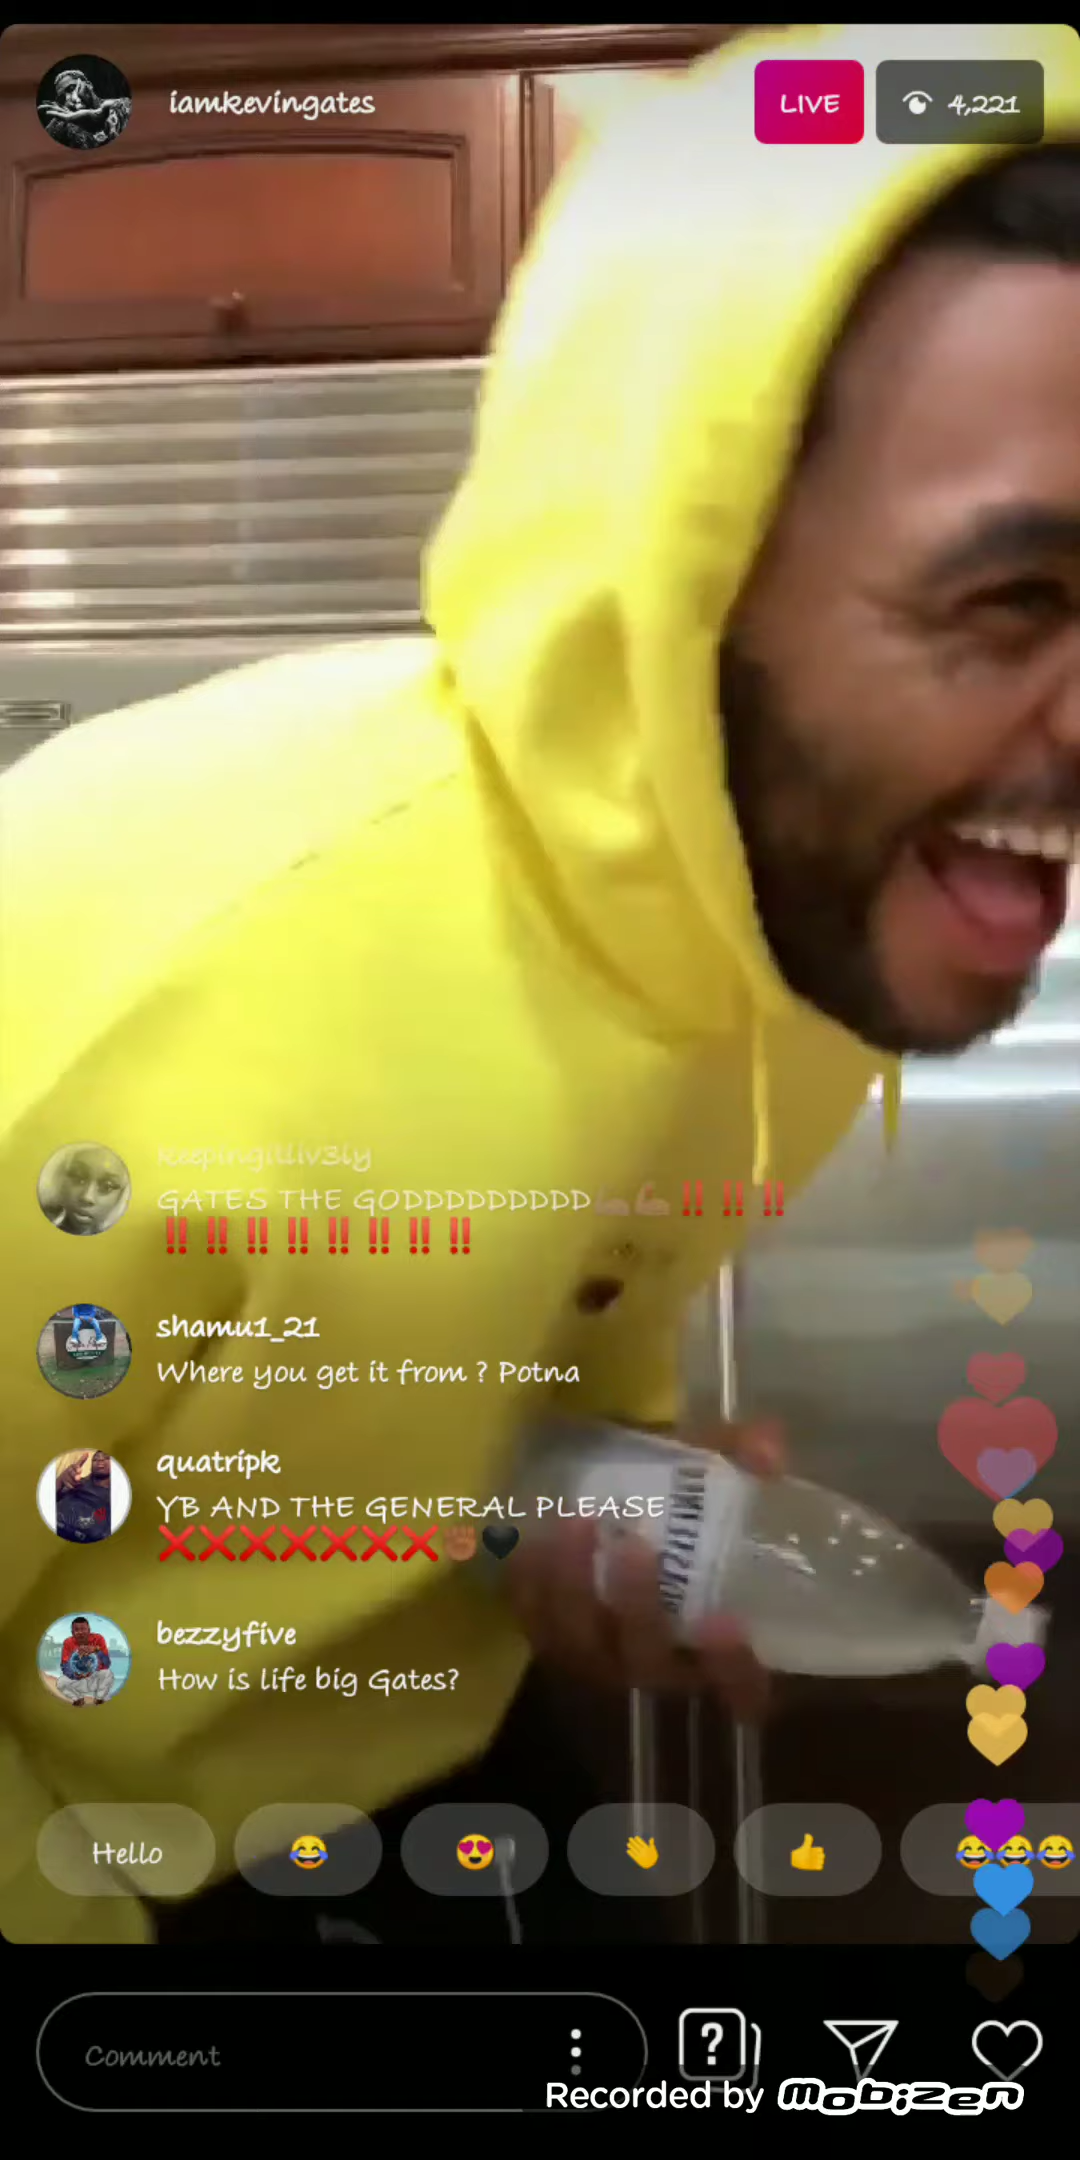 iamkevingates
LIVE
4,221
keepingitliv3ly
GATES THE GODDDDDDDDD💪💪‼️‼️‼️
‼️‼️‼️‼️‼️‼️‼️‼️
shamu1_21
Where you get it from ? Potna
quatripk
YB AND THE GENERAL PLEASE
❌❌❌❌❌❌❌✊🏾🖤
bezzyfive
How is life big Gates?
Hello 😂 😍 👋 👍 😂😂😂
Comment
Recorded by mobizen